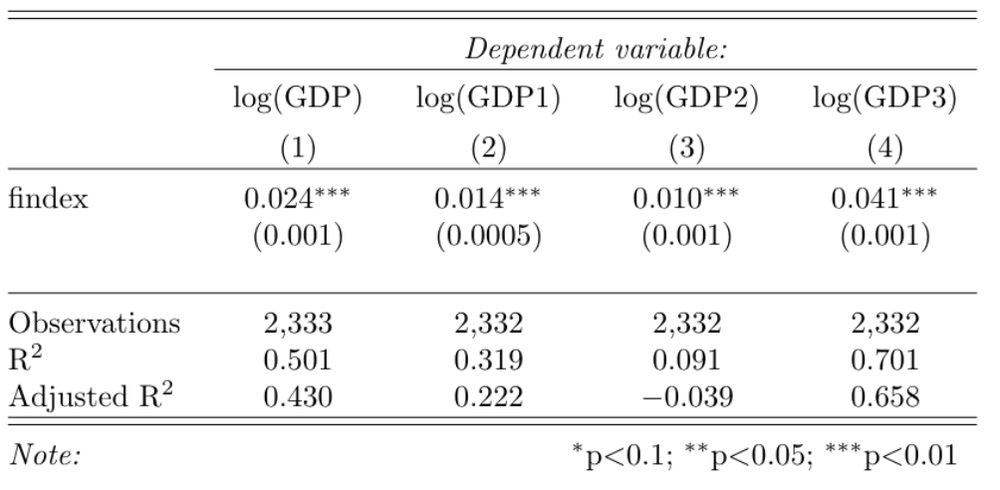 Dependent variable:
log(GDP) log(GDP1) log(GDP2) log(GDP3)
(1) (2) (3) (4)
findex 0.024*** 0.014*** 0.010*** 0.041***
(0.001) (0.0005) (0.001) (0.001)
Observations 2,333 2,332 2,332 2,332
R² 0.501 0.319 0.091 0.701
Adjusted R² 0.430 0.222 −0.039 0.658
Note: *p<0.1; **p<0.05; ***p<0.01